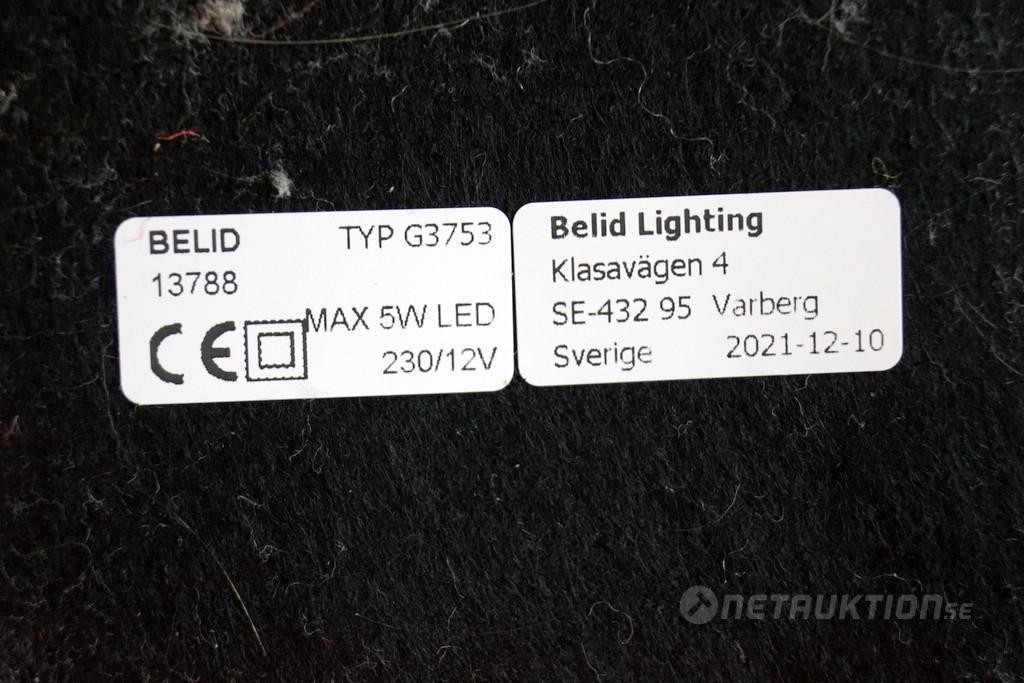 BELID TYP G3753
13788
MAX 5W LED
CE 230/12V
Belid Lighting
Klasavägen 4
SE-432 95 Varberg
Sverige 2021-12-10
NETAUKTION.SE